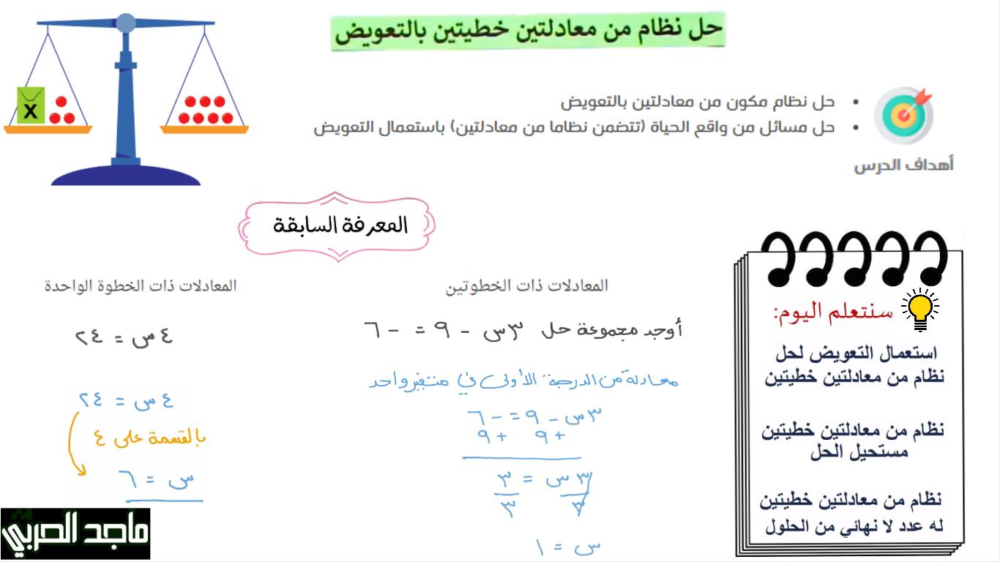 حل نظام من معادلتين خطيتين بالتعويض
X
• حل نظام مكون من معادلتين بالتعويض
• حل مسائل من واقع الحياة (تتضمن نظاما من معادلتين) باستعمال التعويض
أهداف الدرس
المعرفة السابقة
سنتعلم اليوم:
استعمال التعويض لحل
نظام من معادلتين خطيتين
نظام من معادلتين خطيتين
مستحيل الحل
نظام من معادلتين خطيتين
له عدد لا نهائي من الحلول
المعادلات ذات الخطوتين
أوجد مجموعة حل ٣س - ٩ = - ٦
معادلة من الدرجة الأولى في متغير واحد
٣س - ٩ = - ٦
+ ٩ + ٩
٣ س = ٣
٣ ٣
س = ١
المعادلات ذات الخطوة الواحدة
٤ س = ٢٤
٤ س = ٢٤
بالقسمة على ٤
س = ٦
ماجد الحربي